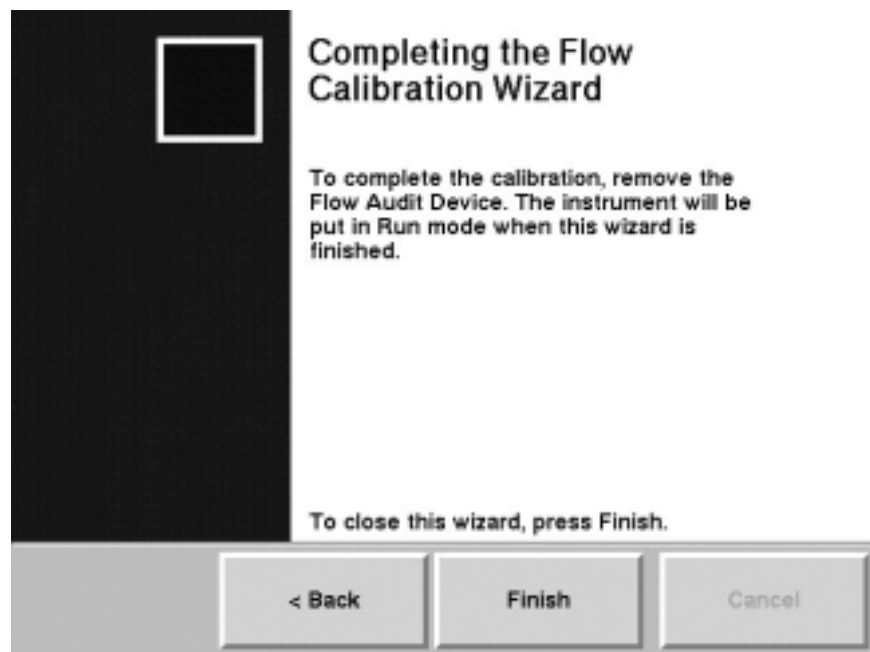 Completing the Flow
Calibration Wizard
To complete the calibration, remove the
Flow Audit Device. The instrument will be
put in Run mode when this wizard is
finished.
To close this wizard, press Finish.
< Back
Finish
Cancel